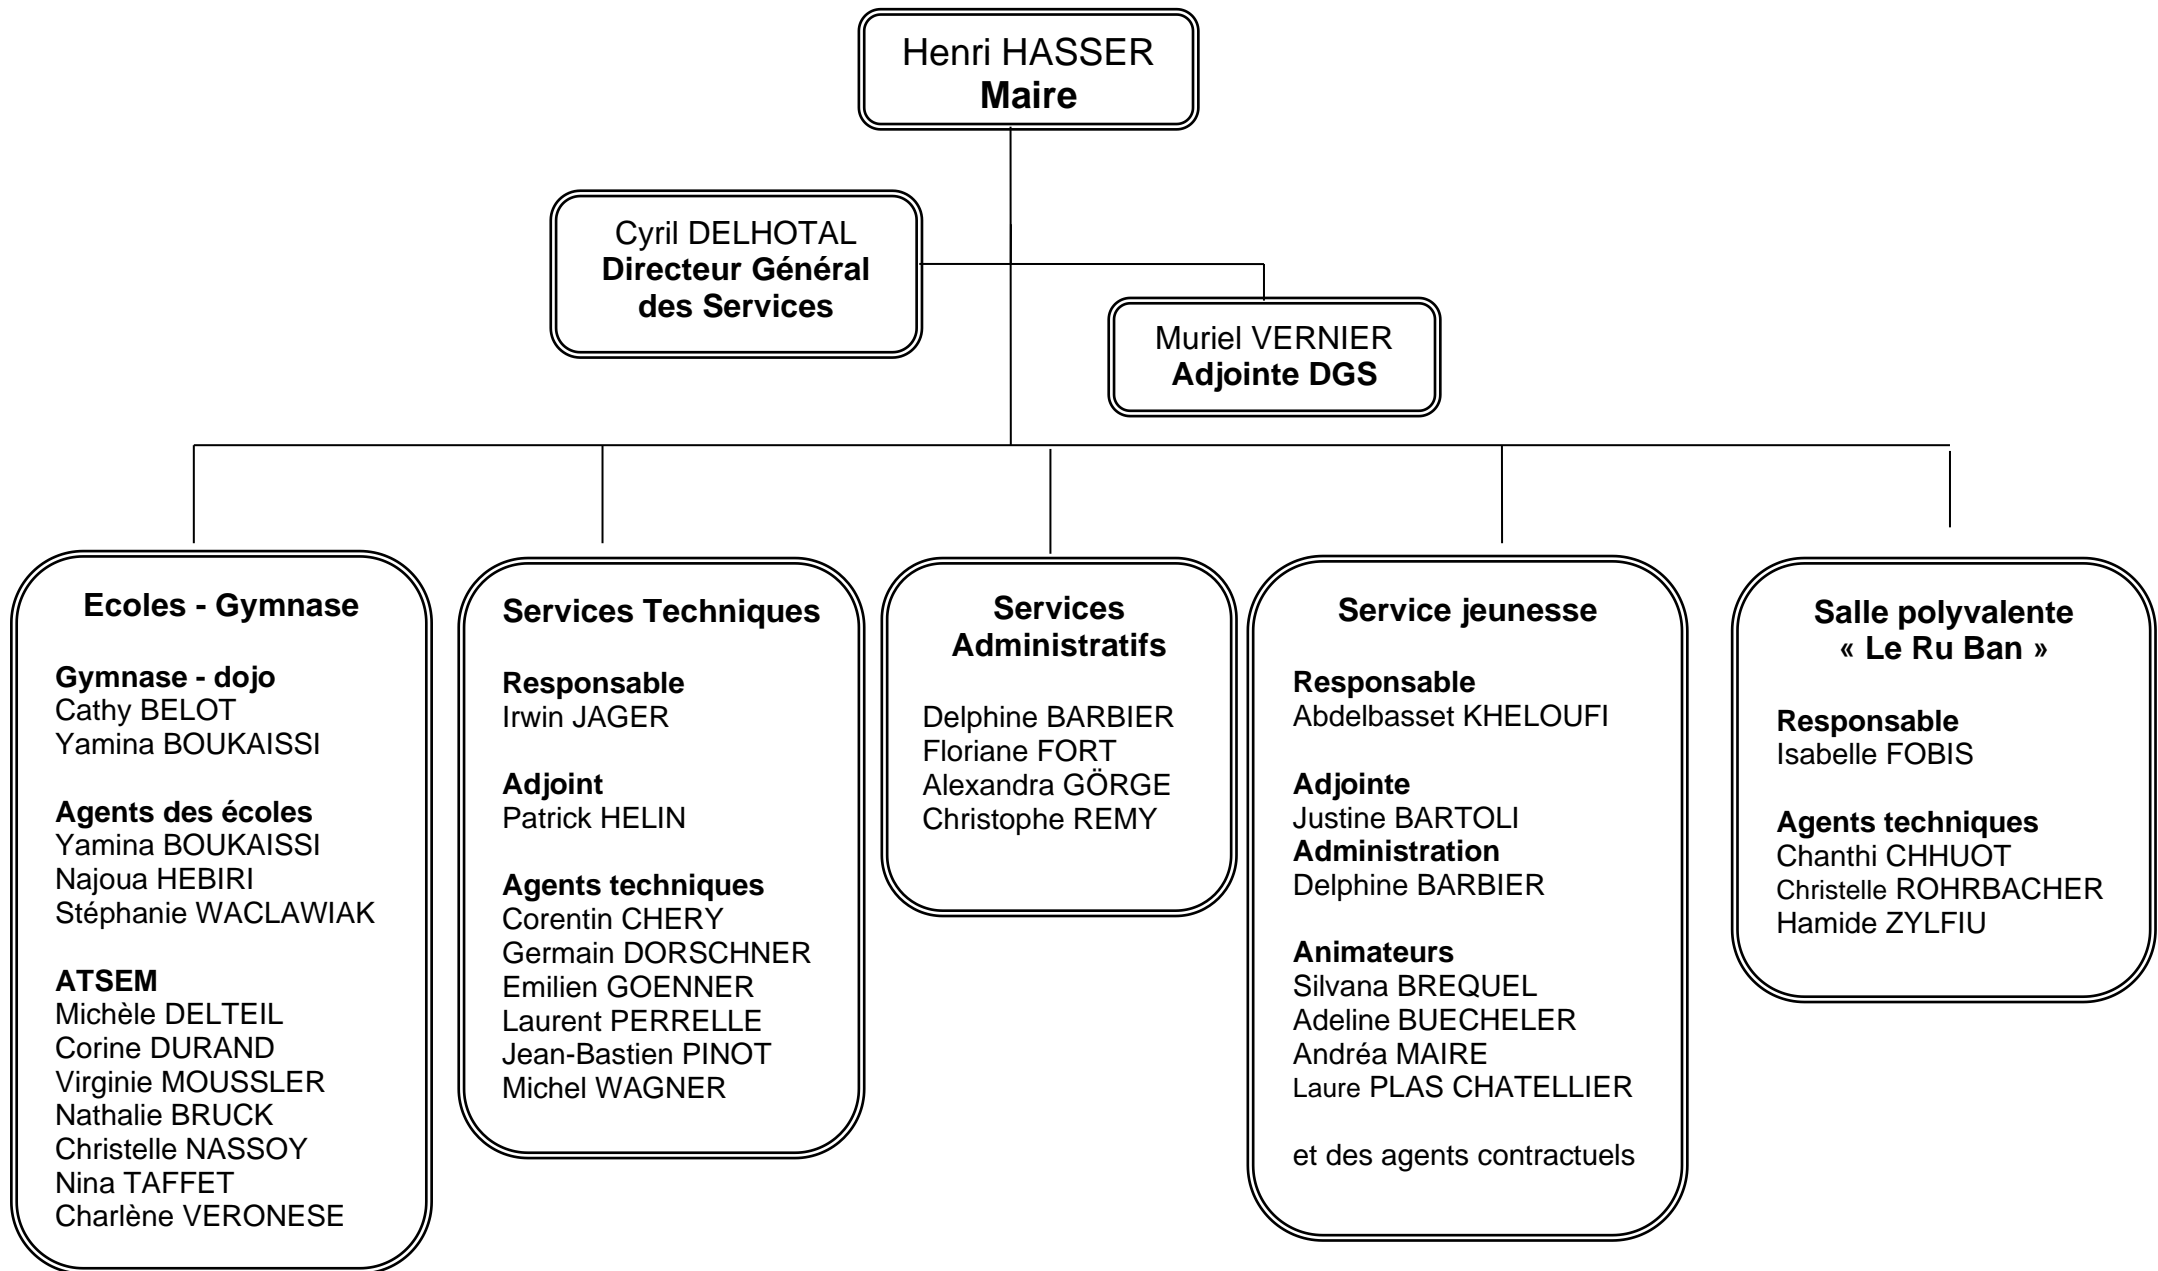 Henri HASSER
Maire
Cyril DELHOTAL
Directeur Général
des Services
Muriel VERNIER
Adjointe DGS
Ecoles - Gymnase
Gymnase - dojo
Cathy BELOT
Yamina BOUKAISSI
Agents des écoles
Yamina BOUKAISSI
Najoua HEBIRI
Stéphanie WACLAWIAK
ATSEM
Michèle DELTEIL
Corine DURAND
Virginie MOUSSLER
Nathalie BRUCK
Christelle NASSOY
Nina TAFFET
Charlène VERONESE
Services Techniques
Responsable
Irwin JAGER
Adjoint
Patrick HELIN
Agents techniques
Corentin CHERY
Germain DORSCHNER
Emilien GOENNER
Laurent PERRELLE
Jean-Bastien PINOT
Michel WAGNER
Services
Administratifs
Delphine BARBIER
Floriane FORT
Alexandra GÖRGE
Christophe REMY
Service jeunesse
Responsable
Abdelbasset KHELOUFI
Adjointe
Justine BARTOLI
Administration
Delphine BARBIER
Animateurs
Silvana BREQUEL
Adeline BUECHELER
Andréa MAIRE
Laure PLAS CHATELLIER
et des agents contractuels
Salle polyvalente
« Le Ru Ban »
Responsable
Isabelle FOBIS
Agents techniques
Chanthi CHHUOT
Christelle ROHRBACHER
Hamide ZYLFIU